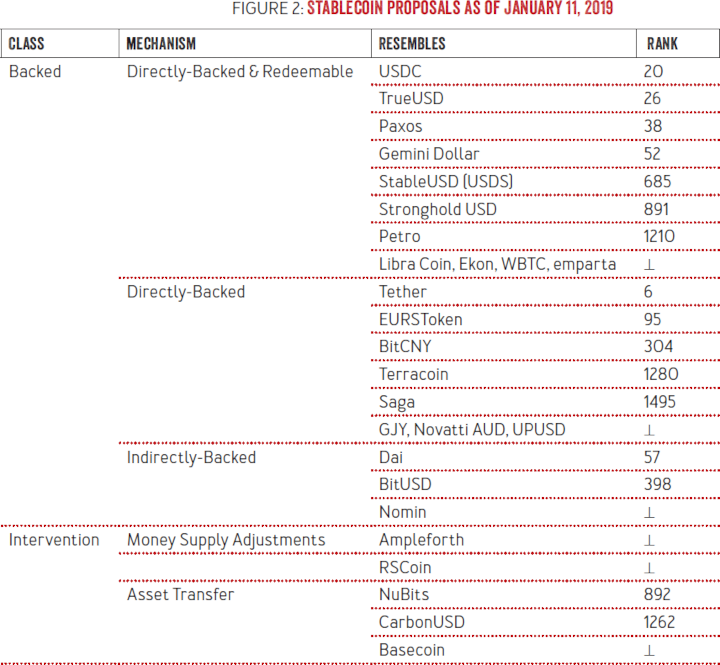 FIGURE 2: STABLECOIN PROPOSALS AS OF JANUARY 11, 2019
CLASS MECHANISM RESEMBLES RANK
Backed Directly-Backed & Redeemable USDC 20
TrueUSD 26
Paxos 38
Gemini Dollar 52
StableUSD (USDS) 685
Stronghold USD 891
Petro 1210
Libra Coin, Ekon, WBTC, emparta ⊥
Directly-Backed Tether 6
EURSToken 95
BitCNY 304
Terracoin 1280
Saga 1495
GJY, Novatti AUD, UPUSD ⊥
Indirectly-Backed Dai 57
BitUSD 398
Nomin ⊥
Intervention Money Supply Adjustments Ampleforth ⊥
RSCoin ⊥
Asset Transfer NuBits 892
CarbonUSD 1262
Basecoin ⊥